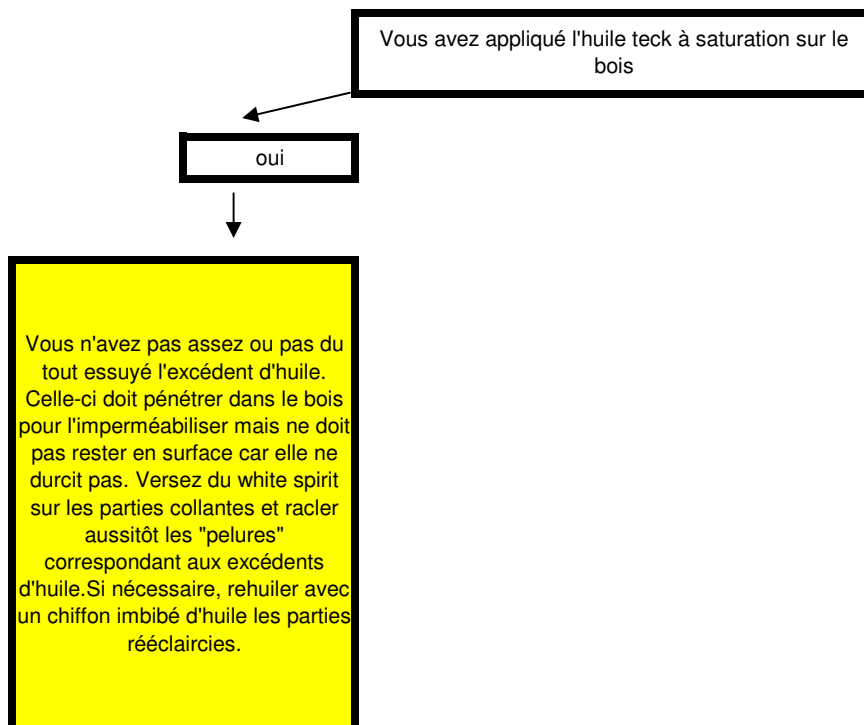 Vous avez appliqué l'huile teck à saturation sur le
bois
oui
Vous n'avez pas assez ou pas du
tout essuyé l'excédent d'huile.
Celle-ci doit pénétrer dans le bois
pour l'imperméabiliser mais ne doit
pas rester en surface car elle ne
durcit pas. Versez du white spirit
sur les parties collantes et racler
aussitôt les "pelures"
correspondant aux excédents
d'huile.Si nécessaire, rehuiler avec
un chiffon imbibé d'huile les parties
rééclaircies.